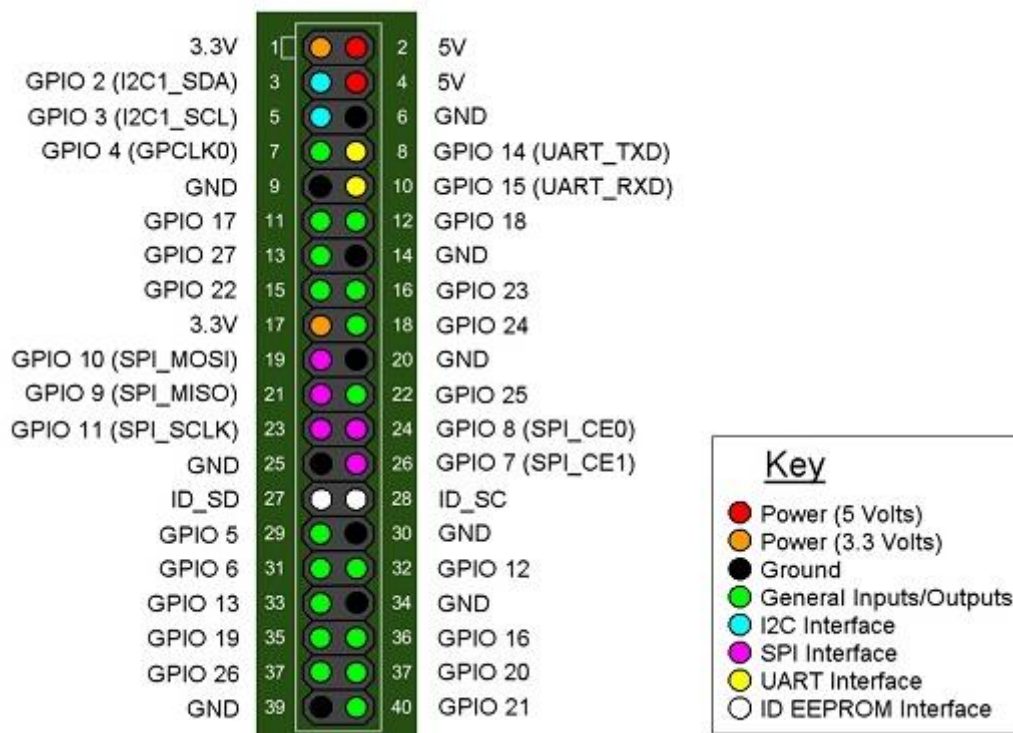 3.3V 1 2 5V
GPIO 2 (I2C1_SDA) 3 4 5V
GPIO 3 (I2C1_SCL) 5 6 GND
GPIO 4 (GPCLK0) 7 8 GPIO 14 (UART_TXD)
GND 9 10 GPIO 15 (UART_RXD)
GPIO 17 11 12 GPIO 18
GPIO 27 13 14 GND
GPIO 22 15 16 GPIO 23
3.3V 17 18 GPIO 24
GPIO 10 (SPI_MOSI) 19 20 GND
GPIO 9 (SPI_MISO) 21 22 GPIO 25
GPIO 11 (SPI_SCLK) 23 24 GPIO 8 (SPI_CE0)
GND 25 26 GPIO 7 (SPI_CE1)
ID_SD 27 28 ID_SC
GPIO 5 29 30 GND
GPIO 6 31 32 GPIO 12
GPIO 13 33 34 GND
GPIO 19 35 36 GPIO 16
GPIO 26 37 37 GPIO 20
GND 39 40 GPIO 21
Key
Power (5 Volts)
Power (3.3 Volts)
Ground
General Inputs/Outputs
I2C Interface
SPI Interface
UART Interface
ID EEPROM Interface